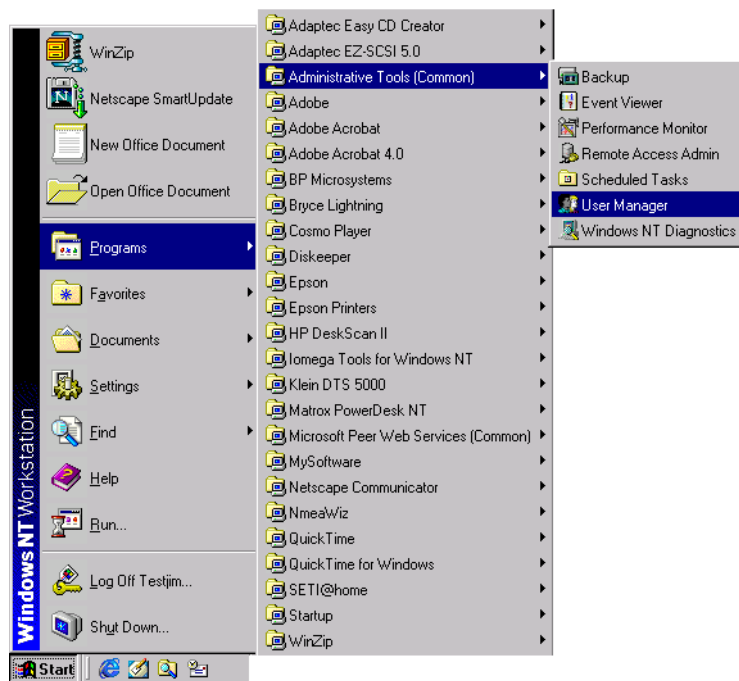 WinZip
Netscape SmartUpdate
New Office Document
Open Office Document
Programs
Favorites
Documents
Settings
Find
Help
Run...
Log Off Testjim...
Shut Down...
Windows NT Workstation
Start
Adaptec Easy CD Creator
Adaptec EZ-SCSI 5.0
Administrative Tools (Common)
Adobe
Adobe Acrobat
Adobe Acrobat 4.0
BP Microsystems
Bryce Lightning
Cosmo Player
Diskeeper
Epson
Epson Printers
HP DeskScan II
Iomega Tools for Windows NT
Klein DTS 5000
Matrox PowerDesk NT
Microsoft Peer Web Services (Common)
MySoftware
Netscape Communicator
NmeaWiz
QuickTime
QuickTime for Windows
SETI@home
Startup
WinZip
Backup
Event Viewer
Performance Monitor
Remote Access Admin
Scheduled Tasks
User Manager
Windows NT Diagnostics